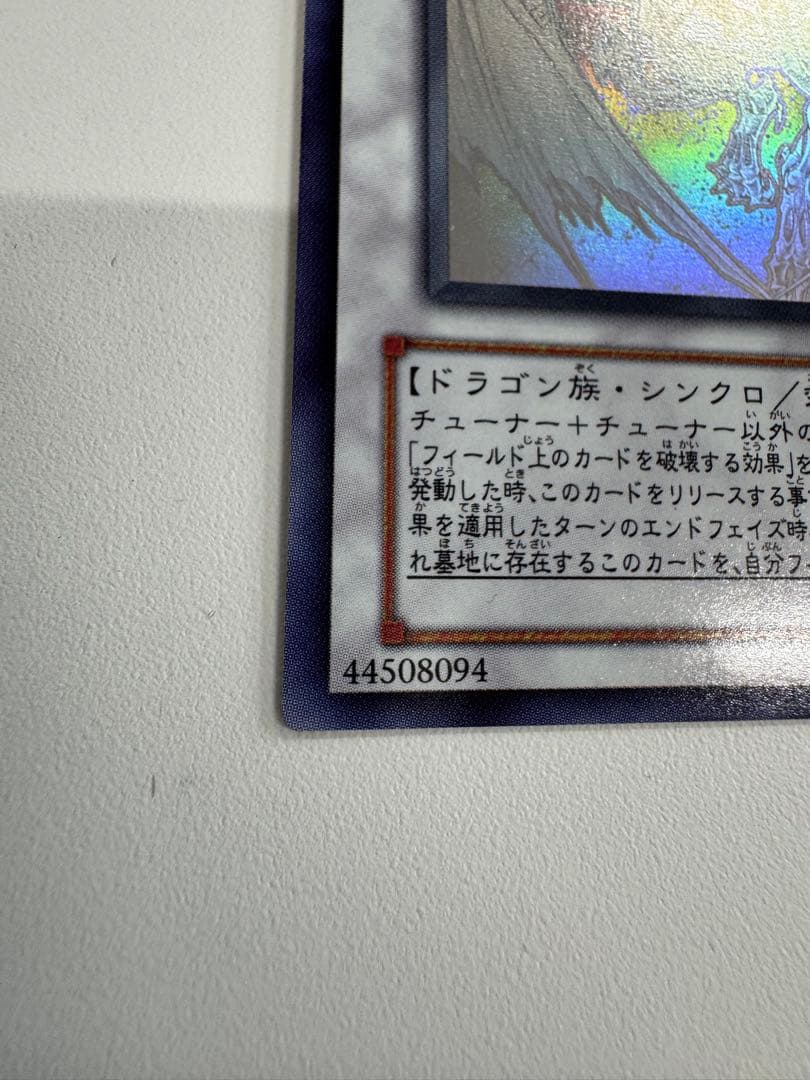 【ドラゴン族・シンクロ／
チューナー＋チューナー以外の
「フィールド上のカードを破壊する効果」を
発動した時、このカードをリリースする事
果を適用したターンのエンドフェイズ時
れ墓地に存在するこのカードを、自分フ
44508094